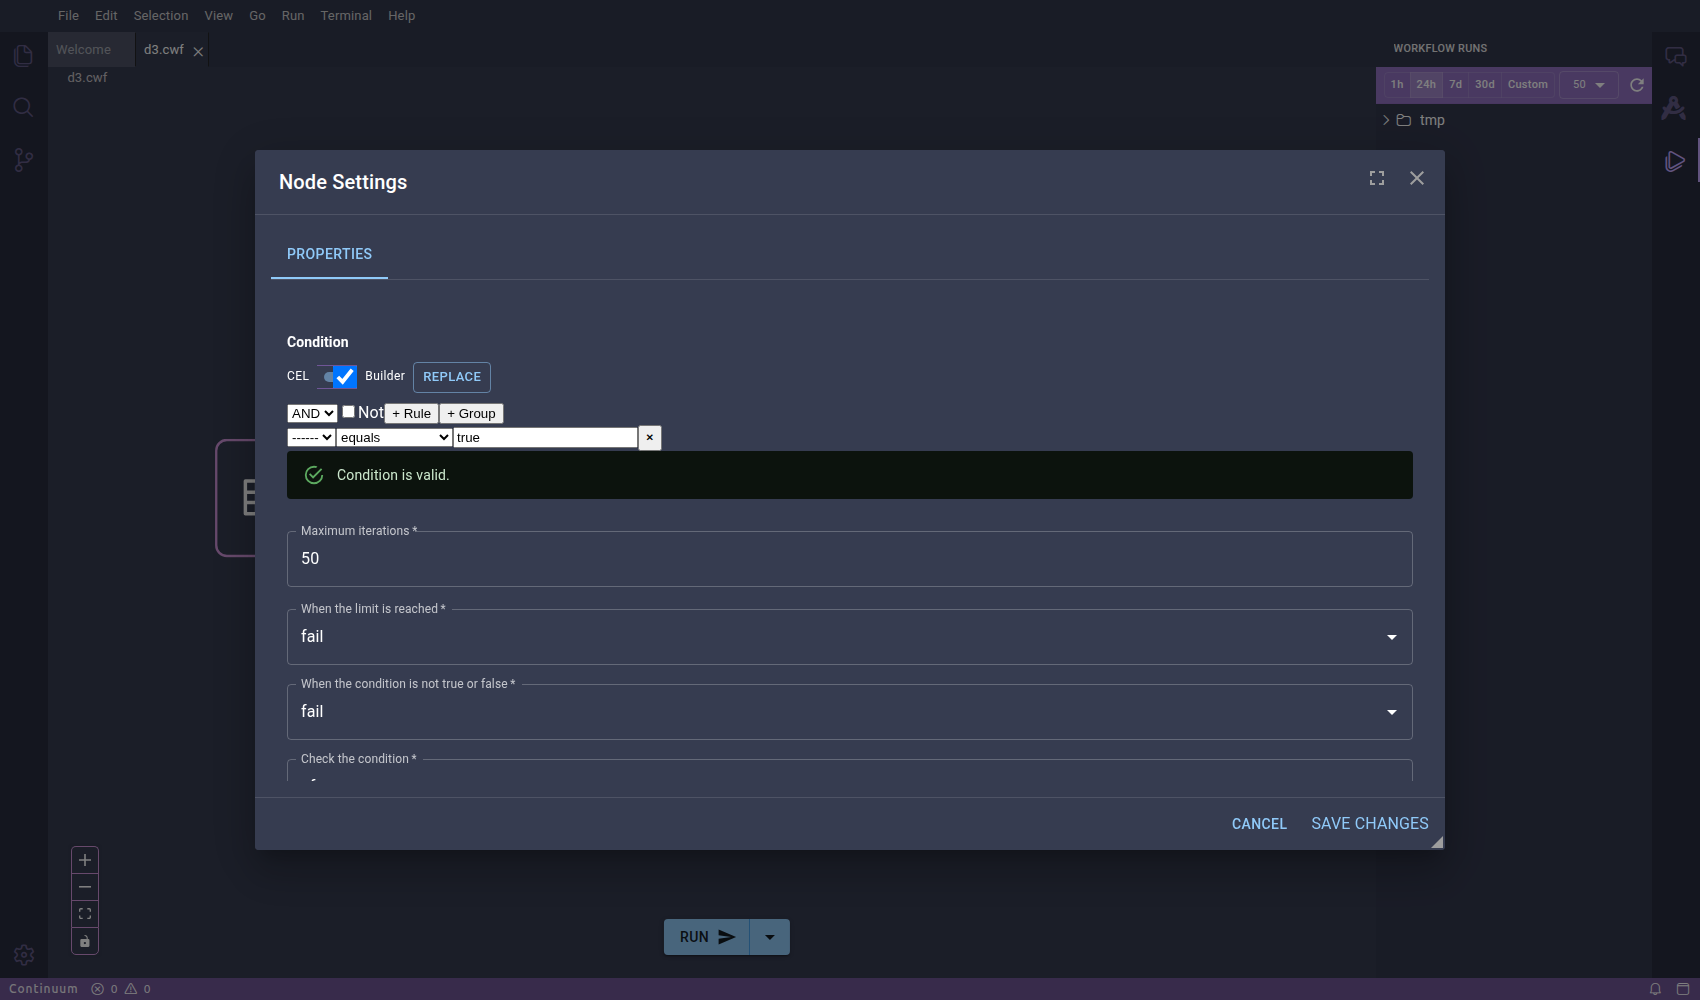 File Edit Selection View Go Run Terminal Help
Welcome d3.cwf
d3.cwf
WORKFLOW RUNS
1h 24h 7d 30d Custom 50
tmp
Node Settings
PROPERTIES
Condition
CEL Builder REPLACE
AND Not + Rule + Group
------ equals true ×
Condition is valid.
Maximum iterations *
50
When the limit is reached *
fail
When the condition is not true or false *
fail
Check the condition *
CANCEL SAVE CHANGES
RUN
Continuum 0 0